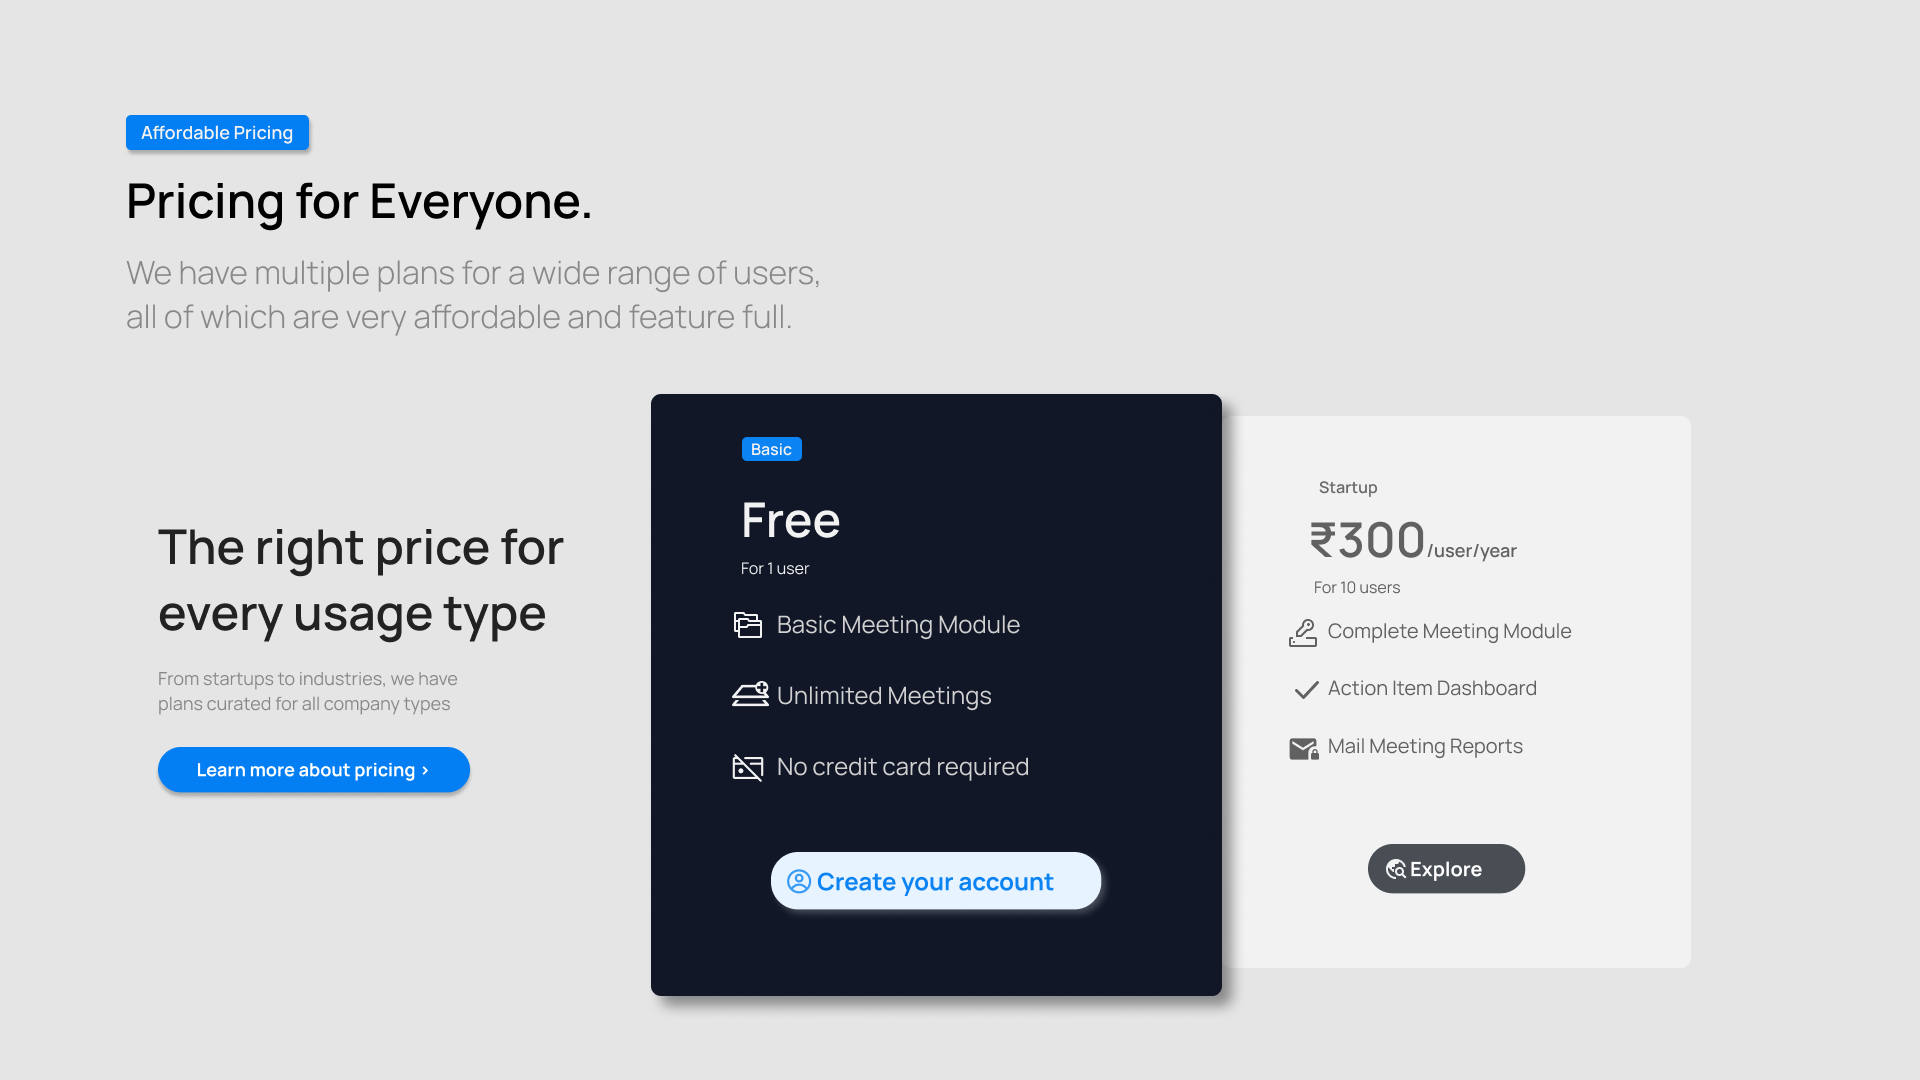 Affordable Pricing
Pricing for Everyone.
We have multiple plans for a wide range of users,
all of which are very affordable and feature full.
The right price for
every usage type
From startups to industries, we have
plans curated for all company types
Learn more about pricing >
Basic
Free
For 1 user
Basic Meeting Module
Unlimited Meetings
No credit card required
Create your account
Startup
₹300/user/year
For 10 users
Complete Meeting Module
Action Item Dashboard
Mail Meeting Reports
Explore